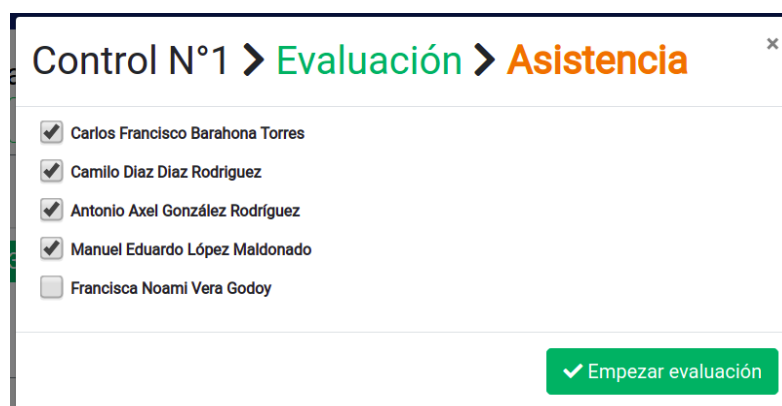 Control N°1 > Evaluación > Asistencia
×
Carlos Francisco Barahona Torres
Camilo Diaz Diaz Rodriguez
Antonio Axel González Rodríguez
Manuel Eduardo López Maldonado
Francisca Noami Vera Godoy
Empezar evaluación